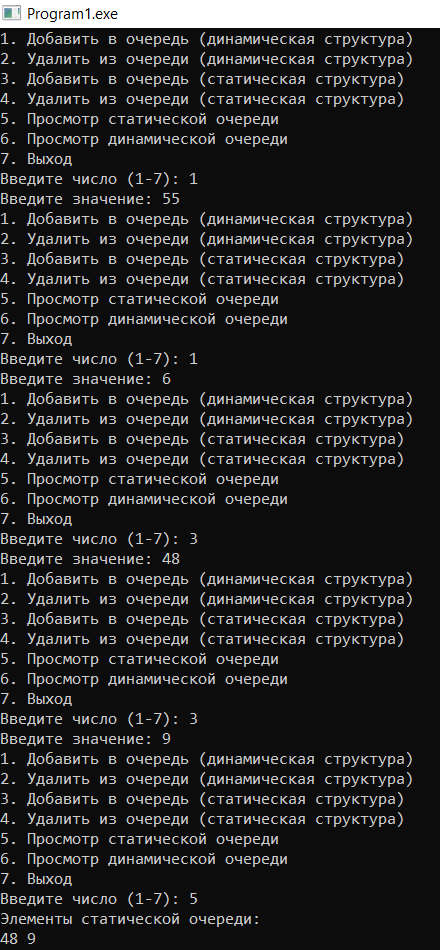 Program1.exe
1. Добавить в очередь (динамическая структура)
2. Удалить из очереди (динамическая структура)
3. Добавить в очередь (статическая структура)
4. Удалить из очереди (статическая структура)
5. Просмотр статической очереди
6. Просмотр динамической очереди
7. Выход
Введите число (1-7): 1
Введите значение: 55
1. Добавить в очередь (динамическая структура)
2. Удалить из очереди (динамическая структура)
3. Добавить в очередь (статическая структура)
4. Удалить из очереди (статическая структура)
5. Просмотр статической очереди
6. Просмотр динамической очереди
7. Выход
Введите число (1-7): 1
Введите значение: 6
1. Добавить в очередь (динамическая структура)
2. Удалить из очереди (динамическая структура)
3. Добавить в очередь (статическая структура)
4. Удалить из очереди (статическая структура)
5. Просмотр статической очереди
6. Просмотр динамической очереди
7. Выход
Введите число (1-7): 3
Введите значение: 48
1. Добавить в очередь (динамическая структура)
2. Удалить из очереди (динамическая структура)
3. Добавить в очередь (статическая структура)
4. Удалить из очереди (статическая структура)
5. Просмотр статической очереди
6. Просмотр динамической очереди
7. Выход
Введите число (1-7): 3
Введите значение: 9
1. Добавить в очередь (динамическая структура)
2. Удалить из очереди (динамическая структура)
3. Добавить в очередь (статическая структура)
4. Удалить из очереди (статическая структура)
5. Просмотр статической очереди
6. Просмотр динамической очереди
7. Выход
Введите число (1-7): 5
Элементы статической очереди:
48 9